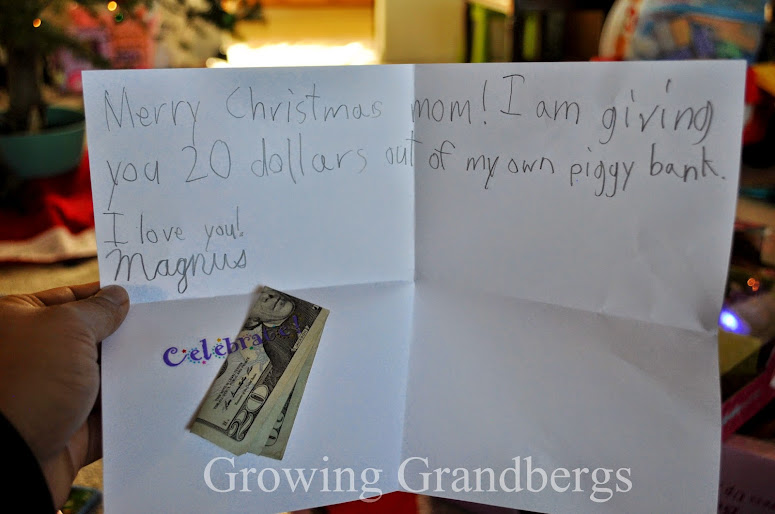 Merry Christmas mom! I am giving
you 20 dollars out of my own piggy bank.
I love you!
Magnus
Celebrate!
20
Growing Grandbergs